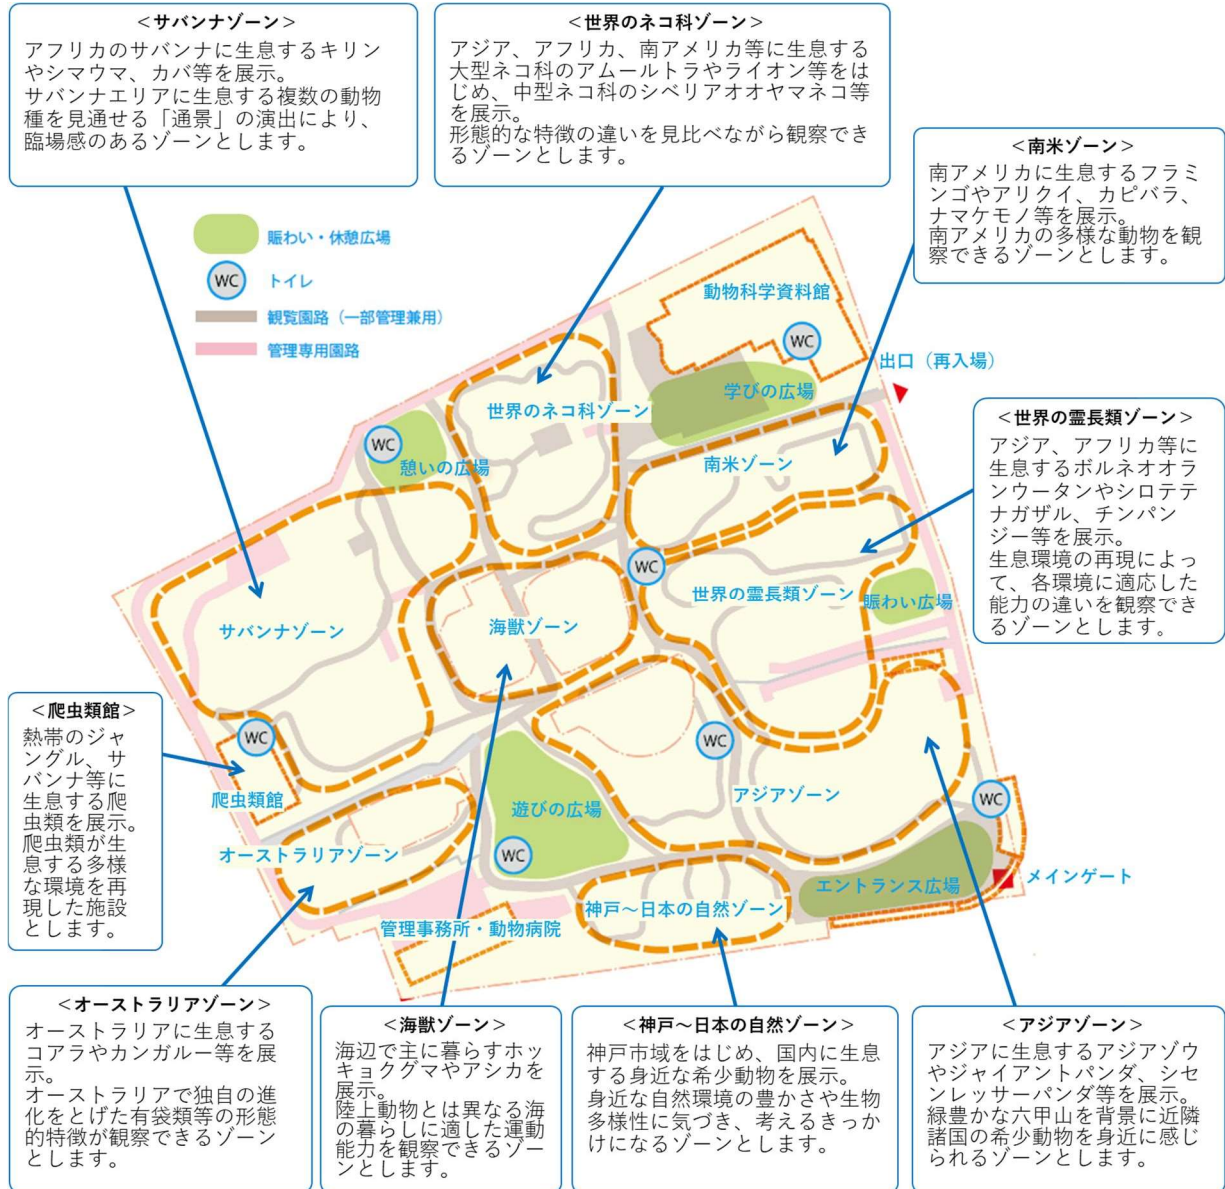 ＜サバンナゾーン＞
アフリカのサバンナに生息するキリン
やシマウマ、カバ等を展示。
サバンナエリアに生息する複数の動物
種を見通せる「通景」の演出により、
臨場感のあるゾーンとします。
＜世界のネコ科ゾーン＞
アジア、アフリカ、南アメリカ等に生息する
大型ネコ科のアムールトラやライオン等をは
じめ、中型ネコ科のシベリアオオヤマネコ等
を展示。
形態的な特徴の違いを見比べながら観察でき
るゾーンとします。
＜南米ゾーン＞
南アメリカに生息するフラミ
ンゴやアリクイ、カピバラ、
ナマケモノ等を展示。
南アメリカの多様な動物を観
察できるゾーンとします。
賑わい・休憩広場
WC
トイレ
観覧園路（一部管理兼用）
管理専用園路
動物科学資料館
WC
出口（再入場）
学びの広場
世界のネコ科ゾーン
WC
憩いの広場
南米ゾーン
＜世界の霊長類ゾーン＞
アジア、アフリカ等に
生息するボルネオオラ
ンウータンやシロテテ
ナガザル、チンパン
ジー等を展示。
生息環境の再現によっ
て、各環境に適応した
能力の違いを観察でき
るゾーンとします。
WC
世界の霊長類ゾーン
賑わい広場
サバンナゾーン
海獣ゾーン
＜爬虫類館＞
熱帯のジャ
ングル、サ
バンナ等に
生息する爬
虫類を展示。
爬虫類が生
息する多様
な環境を再
現した施設
とします。
WC
爬虫類館
WC
アジアゾーン
遊びの広場
WC
WC
オーストラリアゾーン
エントランス広場
メインゲート
神戸～日本の自然ゾーン
管理事務所・動物病院
＜オーストラリアゾーン＞
オーストラリアに生息する
コアラやカンガルー等を展
示。
オーストラリアで独自の進
化をとげた有袋類等の形態
的特徴が観察できるゾーン
とします。
＜海獣ゾーン＞
海辺で主に暮らすホッ
キョクグマやアシカを
展示。
陸上動物とは異なる海
の暮らしに適した運動
能力を観察できるゾー
ンとします。
＜神戸～日本の自然ゾーン＞
神戸市域をはじめ、国内に生息
する身近な希少動物を展示。
身近な自然環境の豊かさや生物
多様性に気づき、考えるきっか
けになるゾーンとします。
＜アジアゾーン＞
アジアに生息するアジアゾウ
やジャイアントパンダ、シセ
ンレッサーパンダ等を展示。
緑豊かな六甲山を背景に近隣
諸国の希少動物を身近に感じ
られるゾーンとします。